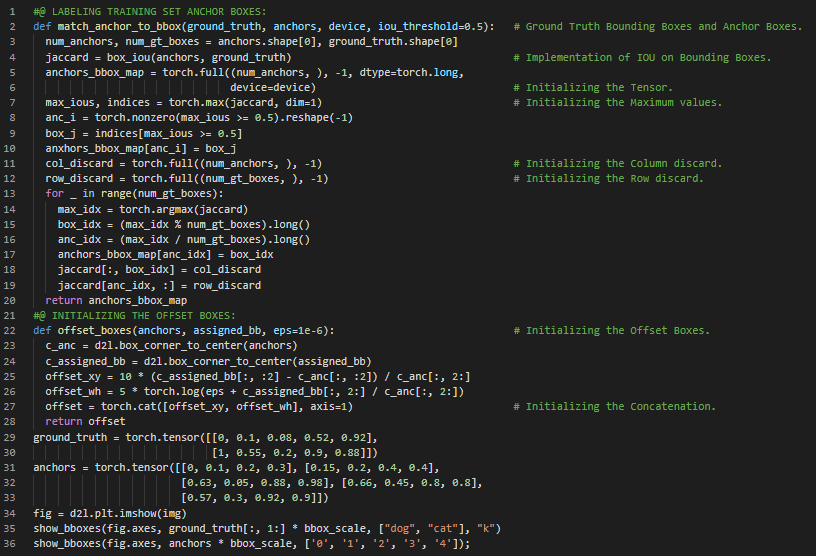 1 #@ LABELING TRAINING SET ANCHOR BOXES:
2 def match_anchor_to_bbox(ground_truth, anchors, device, iou_threshold=0.5):   # Ground Truth Bounding Boxes and Anchor Boxes.
3   num_anchors, num_gt_boxes = anchors.shape[0], ground_truth.shape[0]
4   jaccard = box_iou(anchors, ground_truth)   # Implementation of IOU on Bounding Boxes.
5   anchors_bbox_map = torch.full((num_anchors, ), -1, dtype=torch.long,
6                                 device=device)   # Initializing the Tensor.
7   max_ious, indices = torch.max(jaccard, dim=1)   # Initializing the Maximum values.
8   anc_i = torch.nonzero(max_ious >= 0.5).reshape(-1)
9   box_j = indices[max_ious >= 0.5]
10   anxhors_bbox_map[anc_i] = box_j
11   col_discard = torch.full((num_anchors, ), -1)   # Initializing the Column discard.
12   row_discard = torch.full((num_gt_boxes, ), -1)   # Initializing the Row discard.
13   for _ in range(num_gt_boxes):
14     max_idx = torch.argmax(jaccard)
15     box_idx = (max_idx % num_gt_boxes).long()
16     anc_idx = (max_idx / num_gt_boxes).long()
17     anchors_bbox_map[anc_idx] = box_idx
18     jaccard[:, box_idx] = col_discard
19     jaccard[anc_idx, :] = row_discard
20   return anchors_bbox_map
21 #@ INITIALIZING THE OFFSET BOXES:
22 def offset_boxes(anchors, assigned_bb, eps=1e-6):   # Initializing the Offset Boxes.
23   c_anc = d2l.box_corner_to_center(anchors)
24   c_assigned_bb = d2l.box_corner_to_center(assigned_bb)
25   offset_xy = 10 * (c_assigned_bb[:, :2] - c_anc[:, :2]) / c_anc[:, 2:]
26   offset_wh = 5 * torch.log(eps + c_assigned_bb[:, 2:] / c_anc[:, 2:])
27   offset = torch.cat([offset_xy, offset_wh], axis=1)   # Initializing the Concatenation.
28   return offset
29 ground_truth = torch.tensor([[0, 0.1, 0.08, 0.52, 0.92],
30                              [1, 0.55, 0.2, 0.9, 0.88]])
31 anchors = torch.tensor([[0, 0.1, 0.2, 0.3], [0.15, 0.2, 0.4, 0.4],
32                         [0.63, 0.05, 0.88, 0.98], [0.66, 0.45, 0.8, 0.8],
33                         [0.57, 0.3, 0.92, 0.9]])
34 fig = d2l.plt.imshow(img)
35 show_bboxes(fig.axes, ground_truth[:, 1:] * bbox_scale, ["dog", "cat"], "k")
36 show_bboxes(fig.axes, anchors * bbox_scale, ['0', '1', '2', '3', '4']);